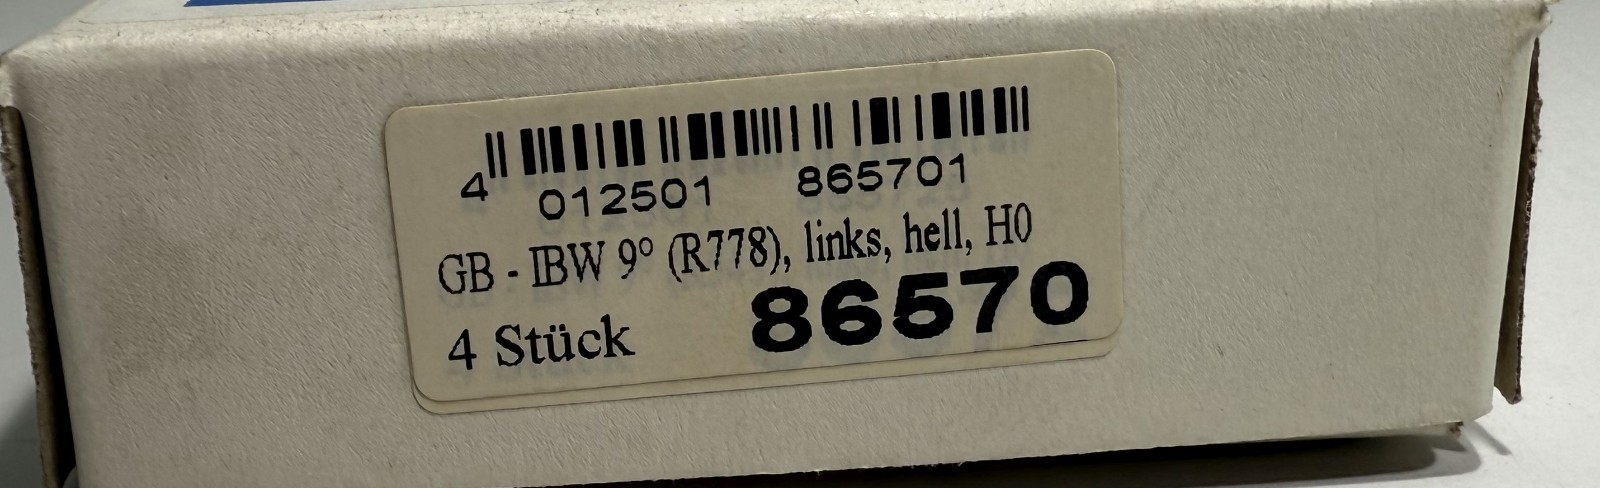 4 012501 865701
GB - IBW 9° (R778), links, hell, H0
4 Stück 86570